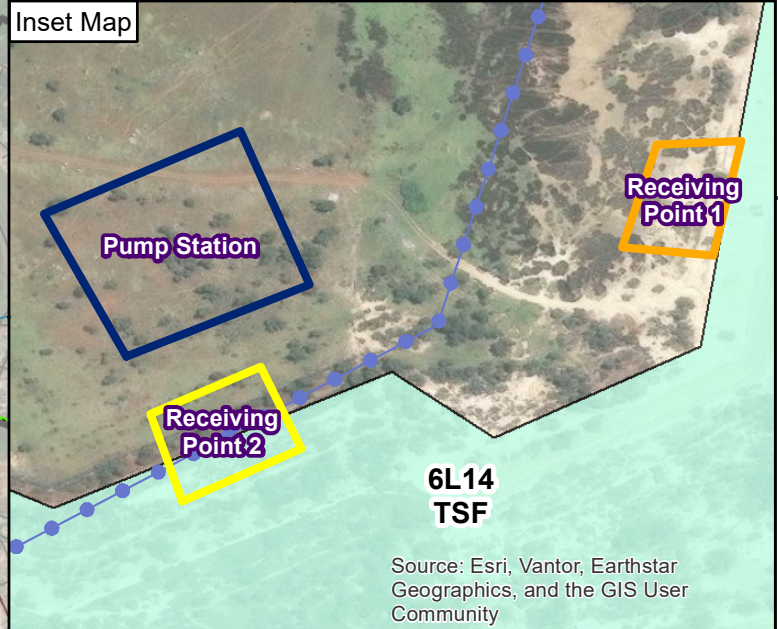 Inset Map
Receiving
Point 1
Pump Station
Receiving
Point 2
6L14
TSF
Source: Esri, Vantor, Earthstar
Geographics, and the GIS User
Community